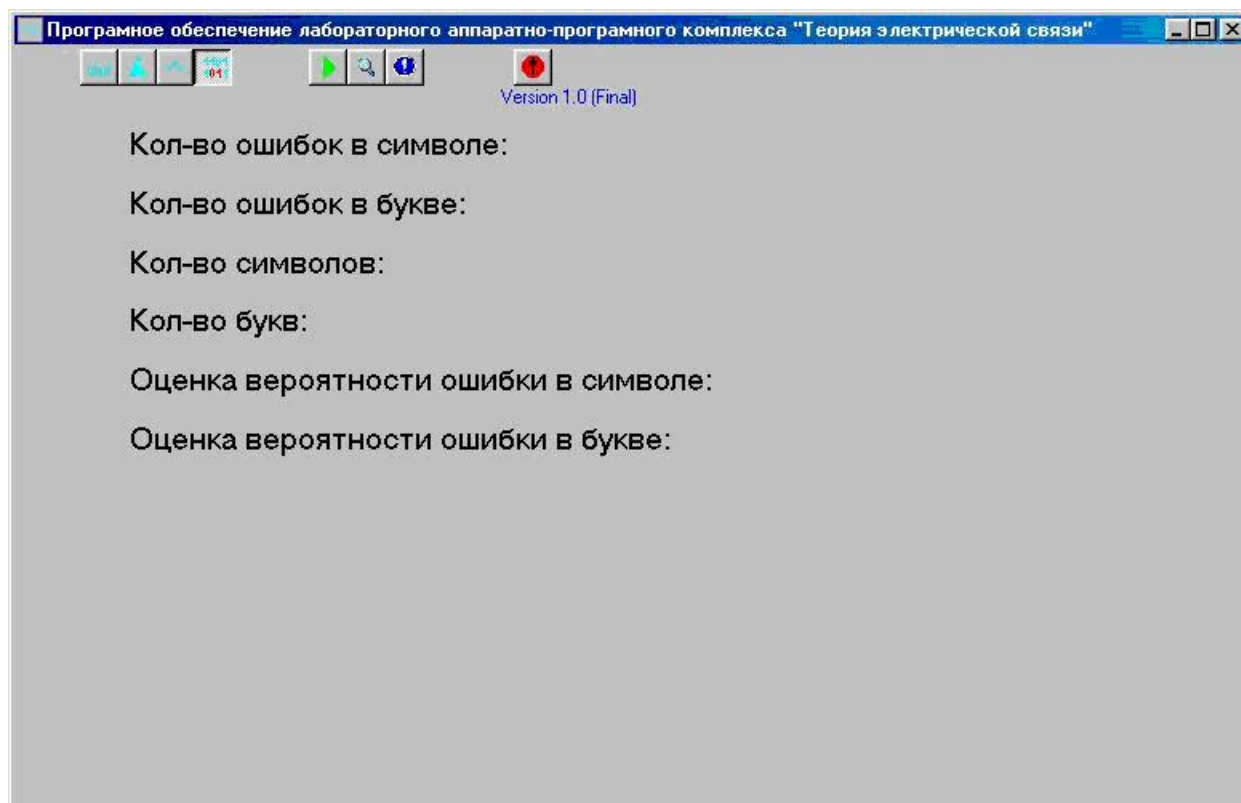 Програмное обеспечение лабораторного аппаратно-програмного комплекса "Теория электрической связи"
Version 1.0 (Final)
Кол-во ошибок в символе:
Кол-во ошибок в букве:
Кол-во символов:
Кол-во букв:
Оценка вероятности ошибки в символе:
Оценка вероятности ошибки в букве: